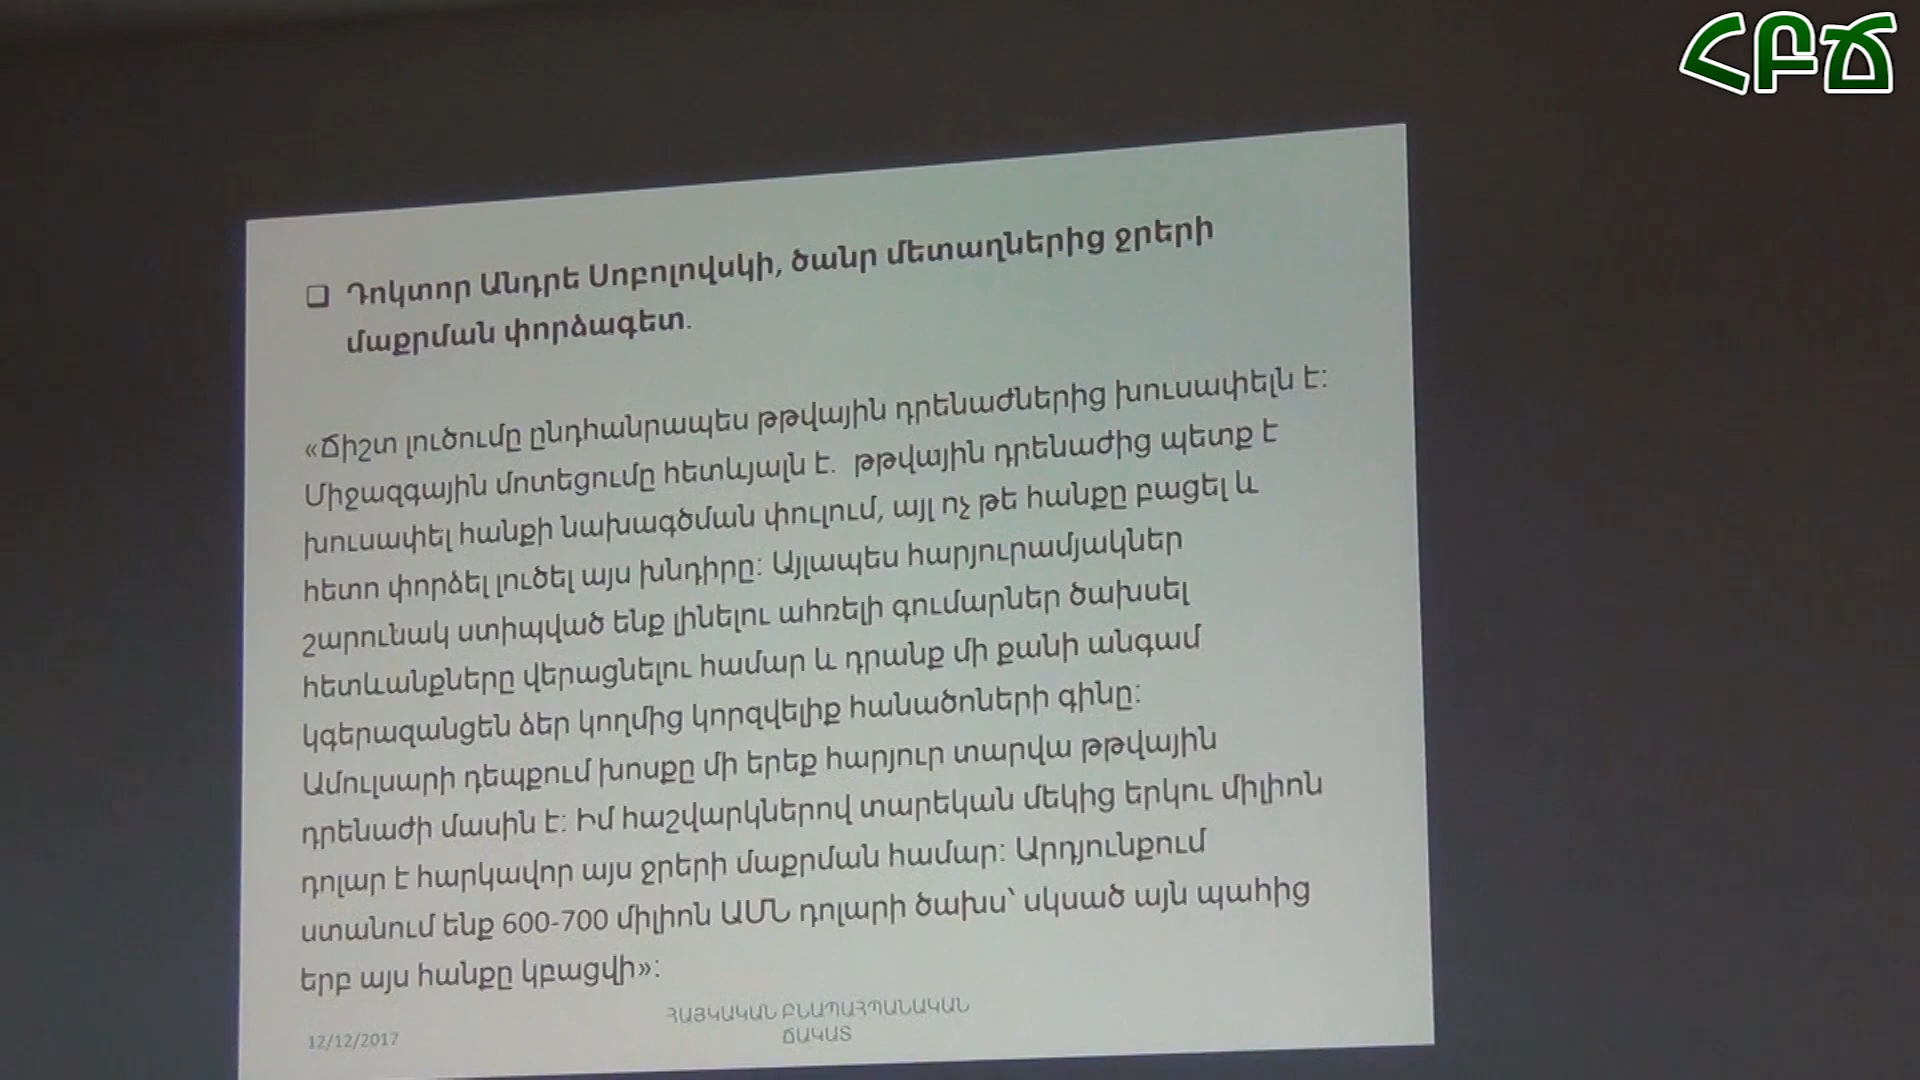 ՀԲՃ
❑ Դոկտոր Անդրե Սոբոլովսկի, ծանր մետաղներից ջրերի
մաքրման փորձագետ.
«Ճիշտ լուծումը ընդհանրապես թթվային դրենաժներից խուսափելն է:
Միջազգային մոտեցումը հետևյալն է. թթվային դրենաժից պետք է
խուսափել հանքի նախագծման փուլում, այլ ոչ թե հանքը բացել և
հետո փորձել լուծել այս խնդիրը: Այլապես հարյուրամյակներ
շարունակ ստիպված ենք լինելու ահռելի գումարներ ծախսել
հետևանքները վերացնելու համար և դրանք մի քանի անգամ
կգերազանցեն ձեր կողմից կորզվելիք հանածոների գինը:
Ամուլսարի դեպքում խոսքը մի երեք հարյուր տարվա թթվային
դրենաժի մասին է: Իմ հաշվարկներով տարեկան մեկից երկու միլիոն
դոլար է հարկավոր այս ջրերի մաքրման համար: Արդյունքում
ստանում ենք 600-700 միլիոն ԱՄՆ դոլարի ծախս՝ սկսած այն պահից
երբ այս հանքը կբացվի»:
12/12/2017
ՀԱՅԿԱԿԱՆ ԲՆԱՊԱՀՊԱՆԱԿԱՆ
ՃԱԿԱՏ